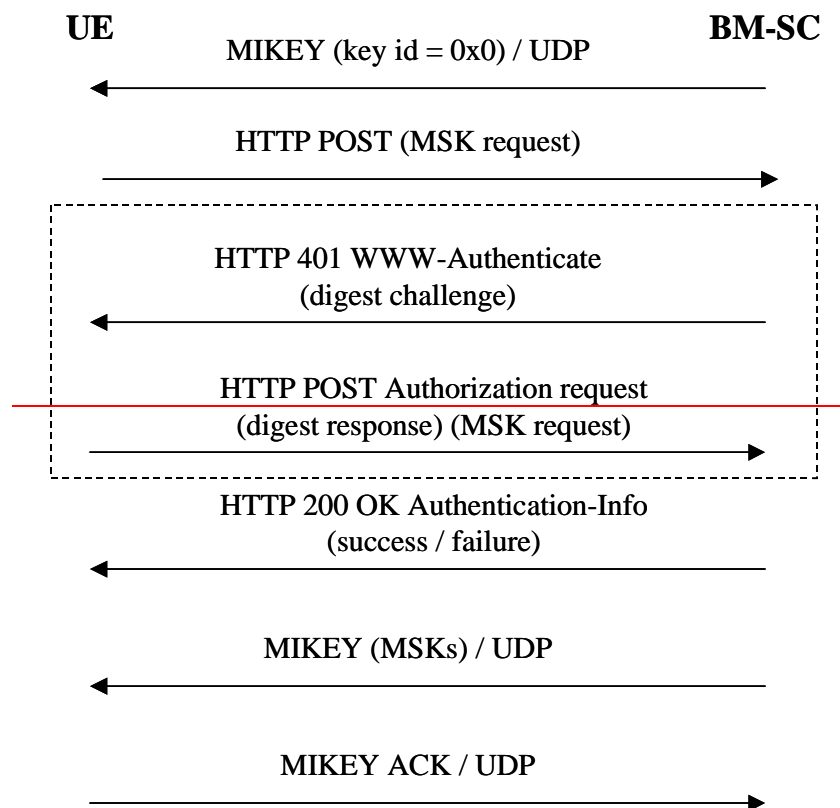 UE
BM-SC
MIKEY (key id = 0x0) / UDP
HTTP POST (MSK request)
HTTP 401 WWW-Authenticate
(digest challenge)
HTTP POST Authorization request
(digest response) (MSK request)
HTTP 200 OK Authentication-Info
(success / failure)
MIKEY (MSKs) / UDP
MIKEY ACK / UDP